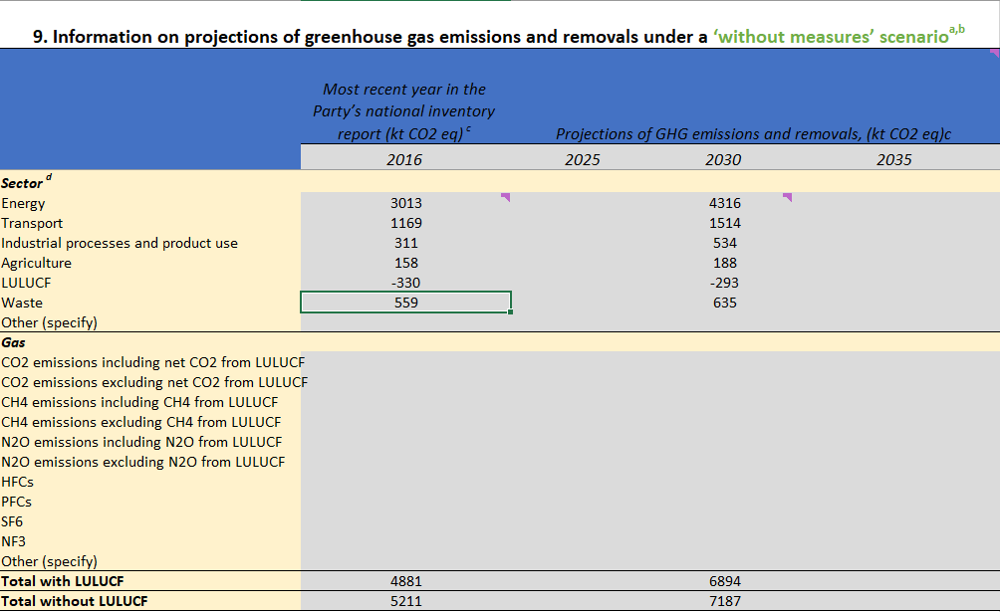 9. Information on projections of greenhouse gas emissions and removals under a ‘without measures’ scenarioa,b
Most recent year in the
Party’s national inventory
report (kt CO2 eq) c
Projections of GHG emissions and removals, (kt CO2 eq)c
2016 2025 2030 2035
Sector d
Energy 3013 4316
Transport 1169 1514
Industrial processes and product use 311 534
Agriculture 158 188
LULUCF -330 -293
Waste 559 635
Other (specify)
Gas
CO2 emissions including net CO2 from LULUCF
CO2 emissions excluding net CO2 from LULUCF
CH4 emissions including CH4 from LULUCF
CH4 emissions excluding CH4 from LULUCF
N2O emissions including N2O from LULUCF
N2O emissions excluding N2O from LULUCF
HFCs
PFCs
SF6
NF3
Other (specify)
Total with LULUCF 4881 6894
Total without LULUCF 5211 7187